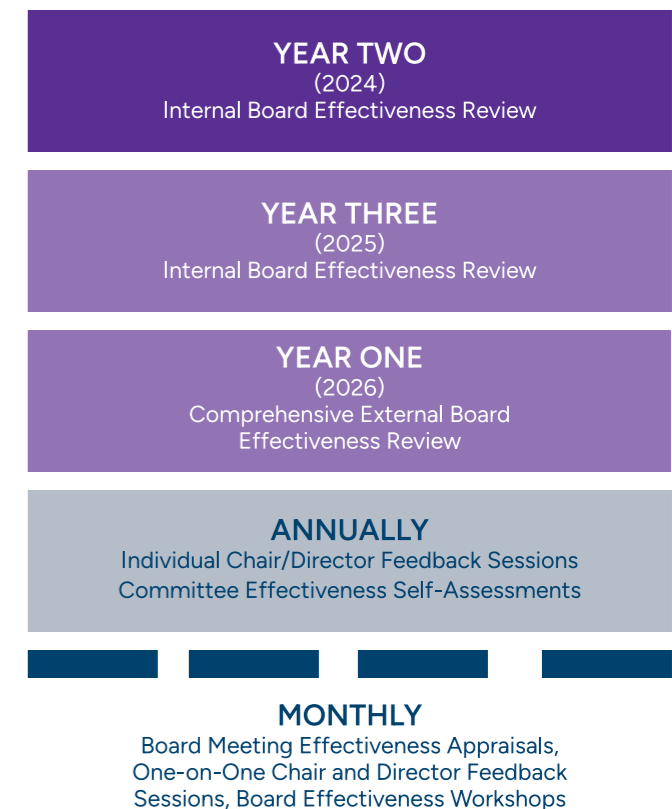 YEAR TWO
(2024)
Internal Board Effectiveness Review
YEAR THREE
(2025)
Internal Board Effectiveness Review
YEAR ONE
(2026)
Comprehensive External Board
Effectiveness Review
ANNUALLY
Individual Chair/Director Feedback Sessions
Committee Effectiveness Self-Assessments
MONTHLY
Board Meeting Effectiveness Appraisals,
One-on-One Chair and Director Feedback
Sessions, Board Effectiveness Workshops